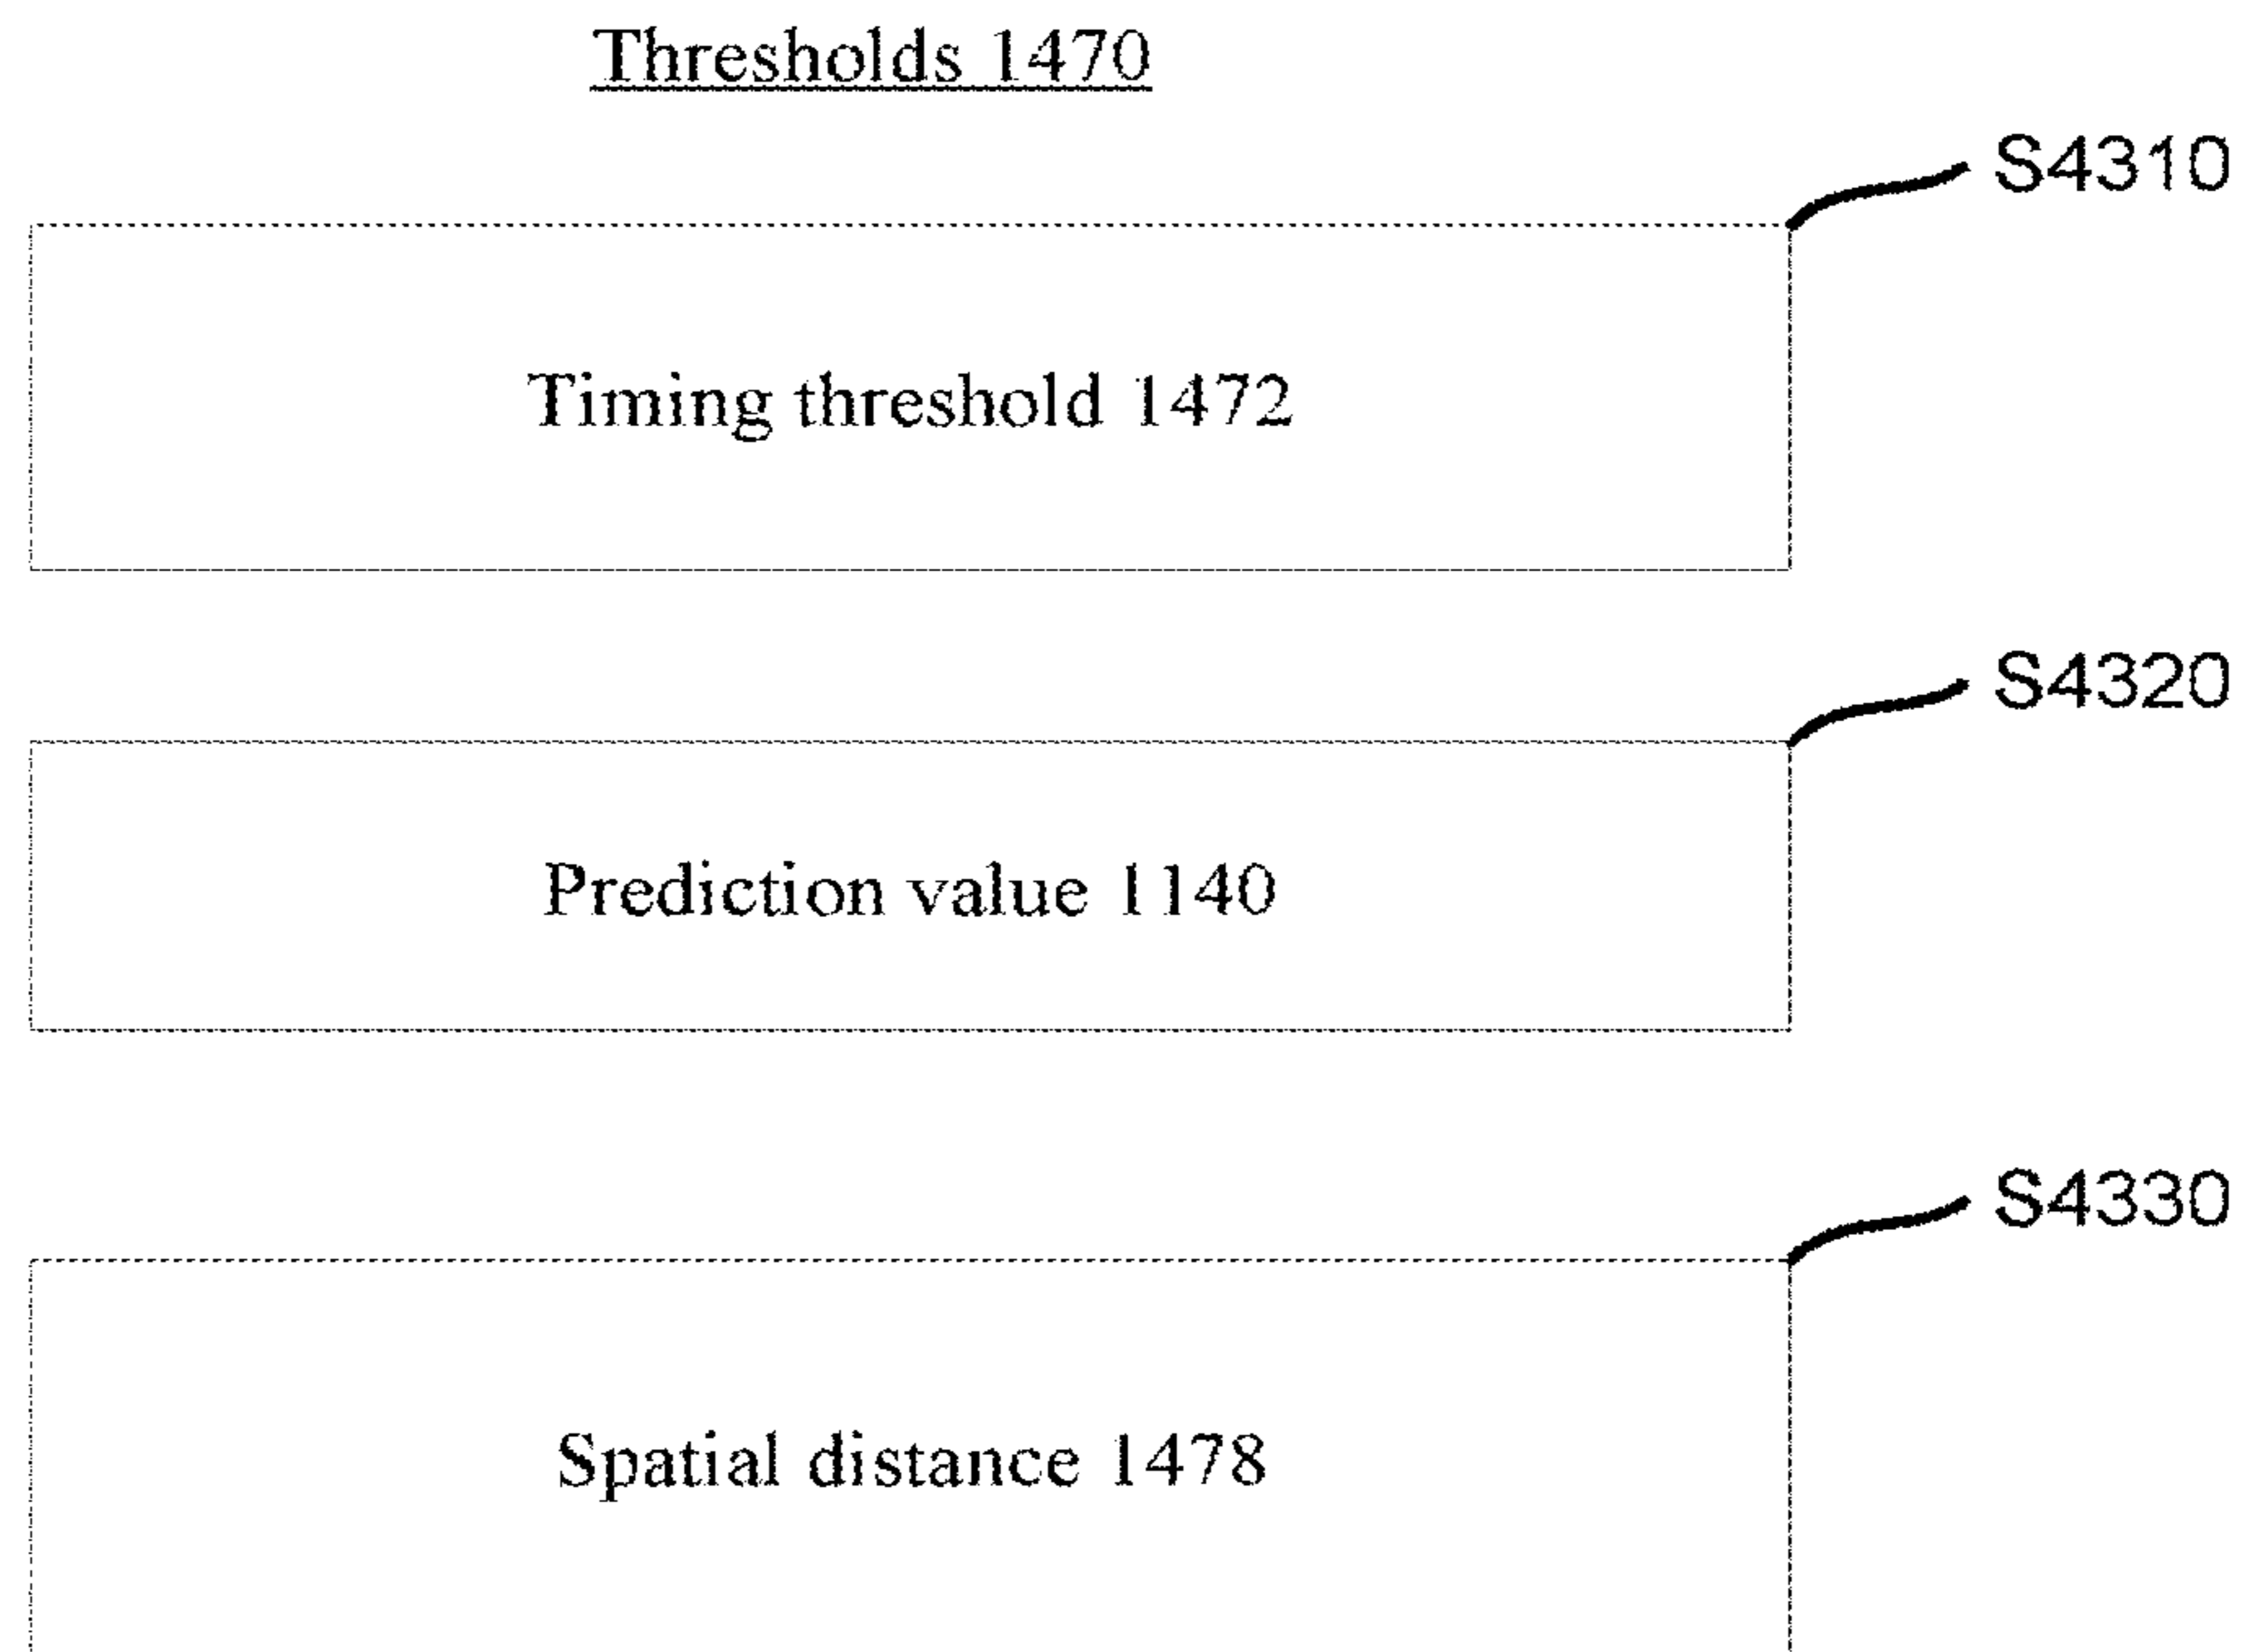 Thresholds 1470
S4310
Timing threshold 1472
S4320
Prediction value 1140
S4330
Spatial distance 1478